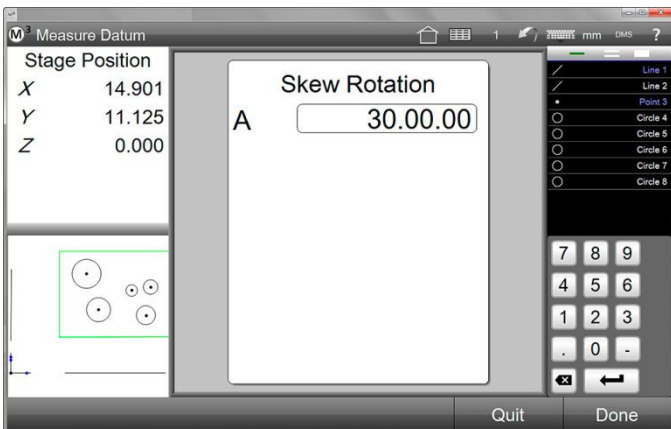 M³ Measure Datum
1
mm
DMS
?
Stage Position
X 14.901
Y 11.125
Z 0.000
Skew Rotation
A 30.00.00
Line 1
Line 2
Point 3
Circle 4
Circle 5
Circle 6
Circle 7
Circle 8
7 8 9
4 5 6
1 2 3
. 0 -
Quit
Done